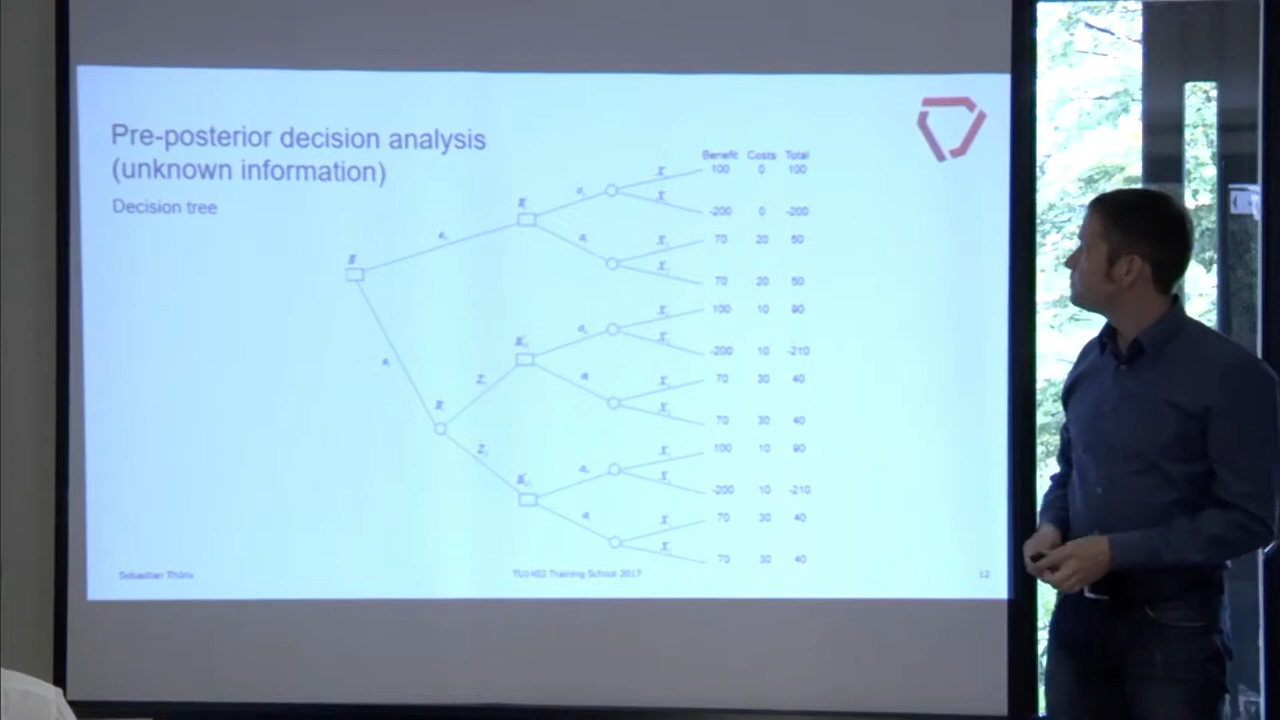 Pre-posterior decision analysis
(unknown information)
Decision tree
Benefit Costs Total
100 0 100
-200 0 -200
70 20 50
70 20 50
100 10 90
-200 10 -210
70 30 40
70 30 40
100 10 90
-200 10 -210
70 30 40
70 30 40
Sebastian Thöns
TU1402 Training School 2017
12